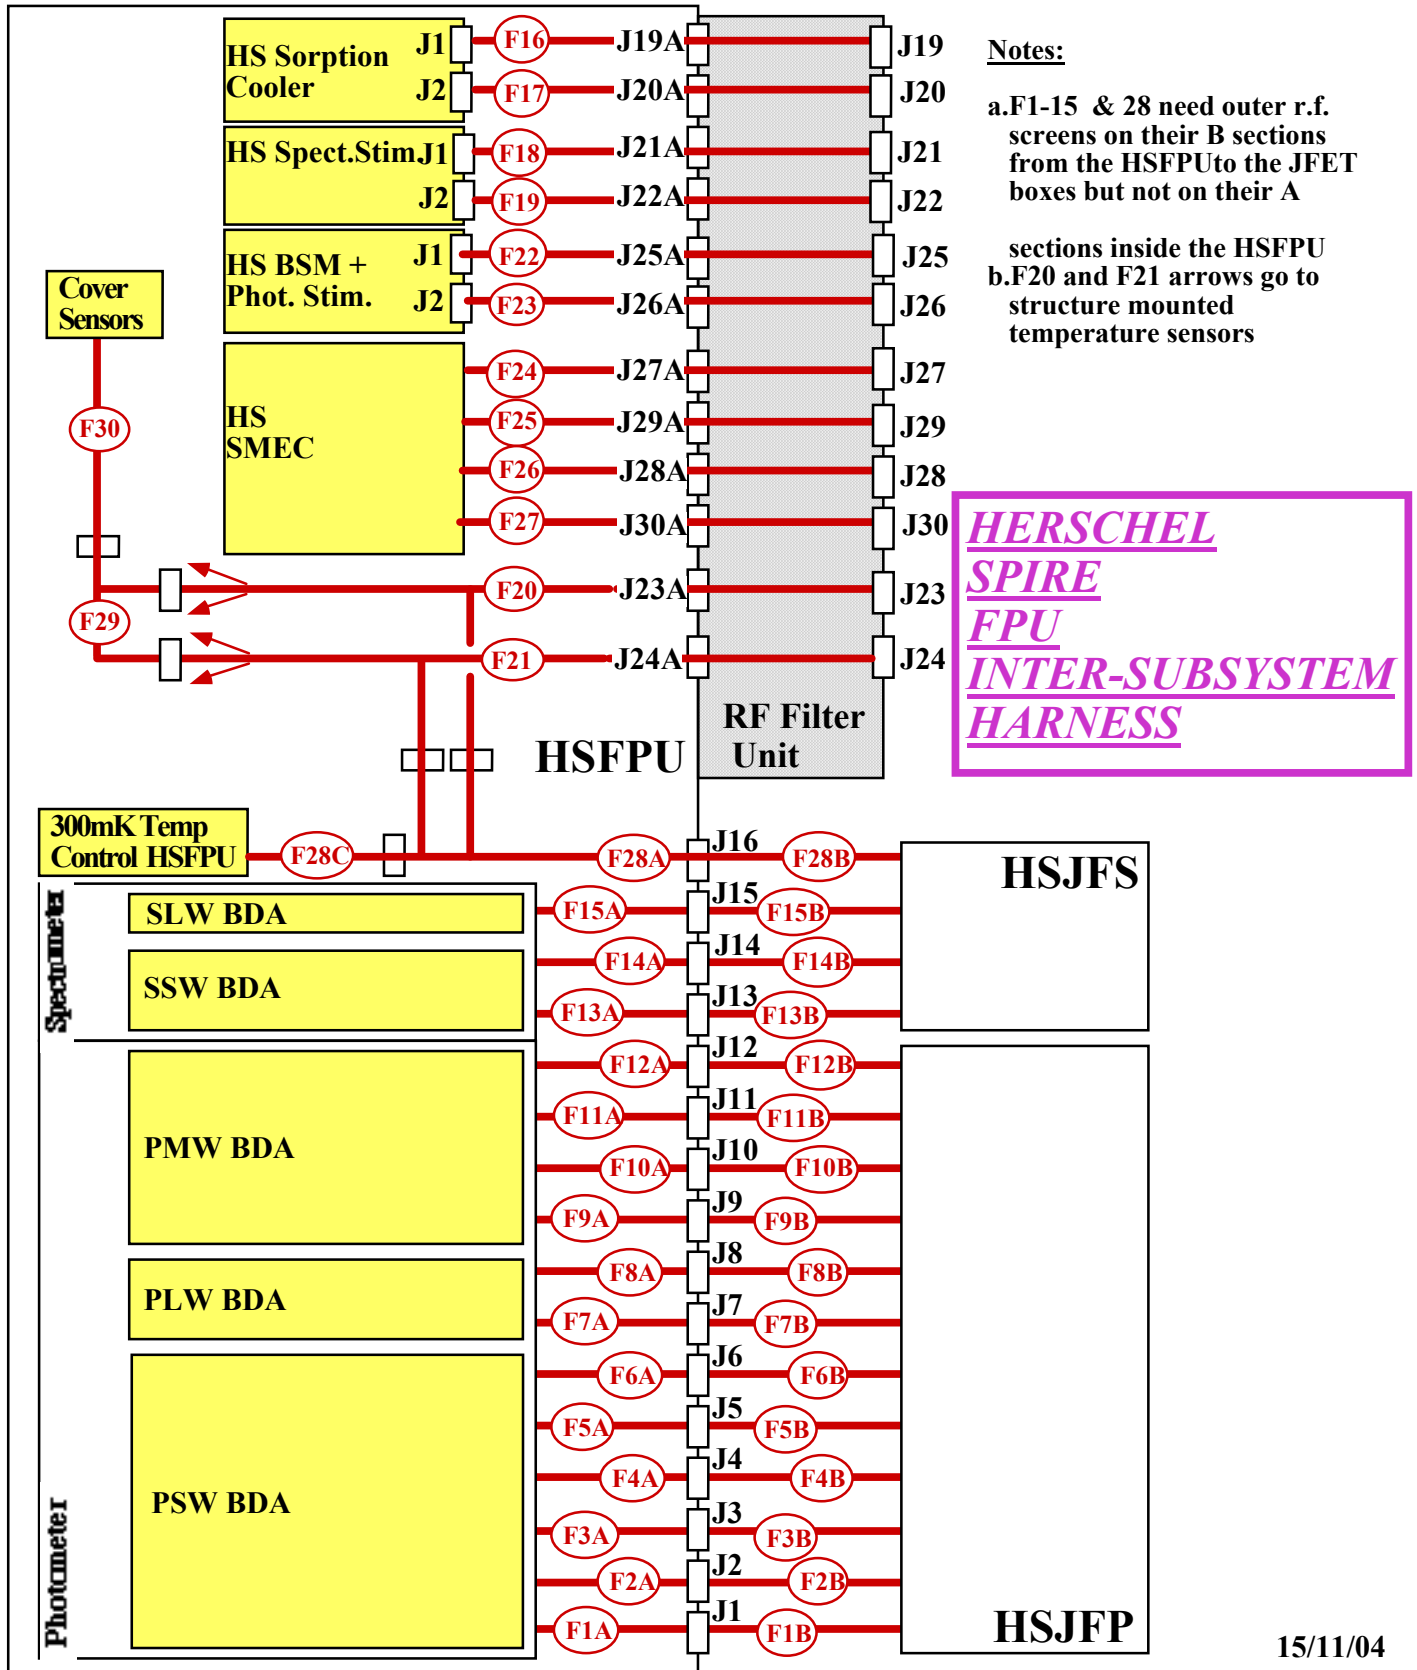 HS Sorption
Cooler
J1
F16
J19A
J19
J2
F17
J20A
J20
HS Spect.Stim.
J1
F18
J21A
J21
J2
F19
J22A
J22
HS BSM +
Phot. Stim.
J1
F22
J25A
J25
J2
F23
J26A
J26
Cover
Sensors
HS
SMEC
F24
J27A
J27
F25
J29A
J29
F26
J28A
J28
F27
J30A
J30
F30
F20
J23A
J23
F29
F21
J24A
J24
RF Filter
Unit
HSFPU
Notes:
a.F1-15 & 28 need outer r.f.
screens on their B sections
from the HSFPUto the JFET
boxes but not on their A
sections inside the HSFPU
b.F20 and F21 arrows go to
structure mounted
temperature sensors
HERSCHEL
SPIRE
FPU
INTER-SUBSYSTEM
HARNESS
300mK Temp
Control HSFPU
F28C
F28A
J16
F28B
HSJFS
Spectrometer
SLW BDA
F15A
J15
F15B
SSW BDA
F14A
J14
F14B
F13A
J13
F13B
Photometer
PMW BDA
F12A
J12
F12B
F11A
J11
F11B
F10A
J10
F10B
F9A
J9
F9B
PLW BDA
F8A
J8
F8B
F7A
J7
F7B
PSW BDA
F6A
J6
F6B
F5A
J5
F5B
F4A
J4
F4B
F3A
J3
F3B
F2A
J2
F2B
F1A
J1
F1B
HSJFP
15/11/04